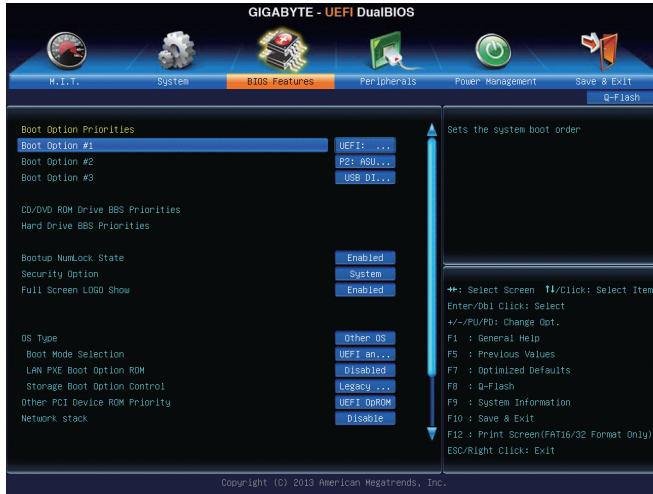 GIGABYTE - UEFI DualBIOS
M.I.T. System BIOS Features Peripherals Power Management Save & Exit
Q-Flash
Boot Option Priorities
Boot Option #1 UEFI: ...
Boot Option #2 P2: ASU...
Boot Option #3 USB DI...
CD/DVD ROM Drive BBS Priorities
Hard Drive BBS Priorities
Bootup NumLock State Enabled
Security Option System
Full Screen LOGO Show Enabled
OS Type Other OS
Boot Mode Selection UEFI an...
LAN PXE Boot Option ROM Disabled
Storage Boot Option Control Legacy ...
Other PCI Device ROM Priority UEFI OpROM
Network stack Disable
Sets the system boot order
→←: Select Screen ↑↓/Click: Select Item
Enter/Dbl Click: Select
+/-/PU/PD: Change Opt.
F1 : General Help
F5 : Previous Values
F7 : Optimized Defaults
F8 : Q-Flash
F9 : System Information
F10 : Save & Exit
F12 : Print Screen(FAT16/32 Format Only)
ESC/Right Click: Exit
Copyright (C) 2013 American Megatrends, Inc.